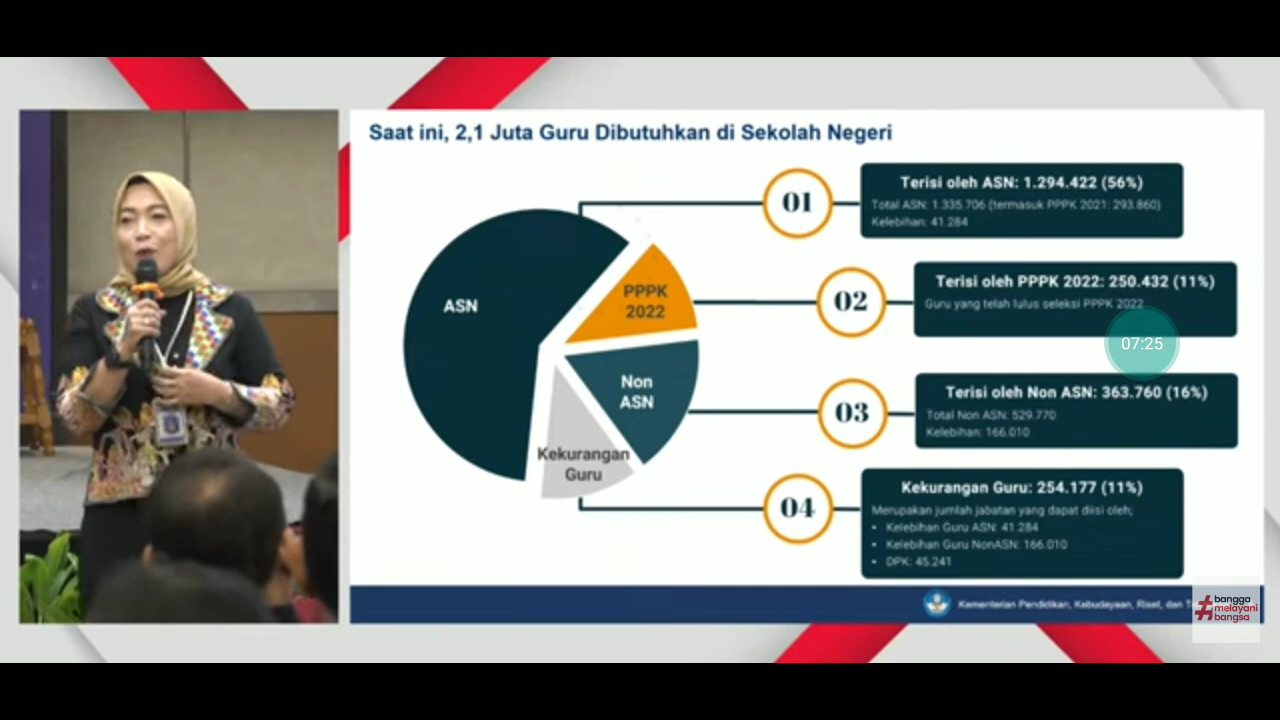 Saat ini, 2,1 Juta Guru Dibutuhkan di Sekolah Negeri
ASN
PPPK
2022
Non
ASN
Kekurangan
Guru
01
Terisi oleh ASN: 1.294.422 (56%)
Total ASN: 1.335.706 (termasuk PPPK 2021: 293.860)
Kelebihan: 41.284
02
Terisi oleh PPPK 2022: 250.432 (11%)
Guru yang telah lulus seleksi PPPK 2022
07:25
03
Terisi oleh Non ASN: 363.760 (16%)
Total Non ASN: 529.770
Kelebihan: 166.010
04
Kekurangan Guru: 254.177 (11%)
Merupakan jumlah jabatan yang dapat diisi oleh;
• Kelebihan Guru ASN: 41.284
• Kelebihan Guru NonASN: 166.010
• DPK: 45.241
Kementerian Pendidikan, Kebudayaan, Riset, dan T
#bangga
melayani
bangsa